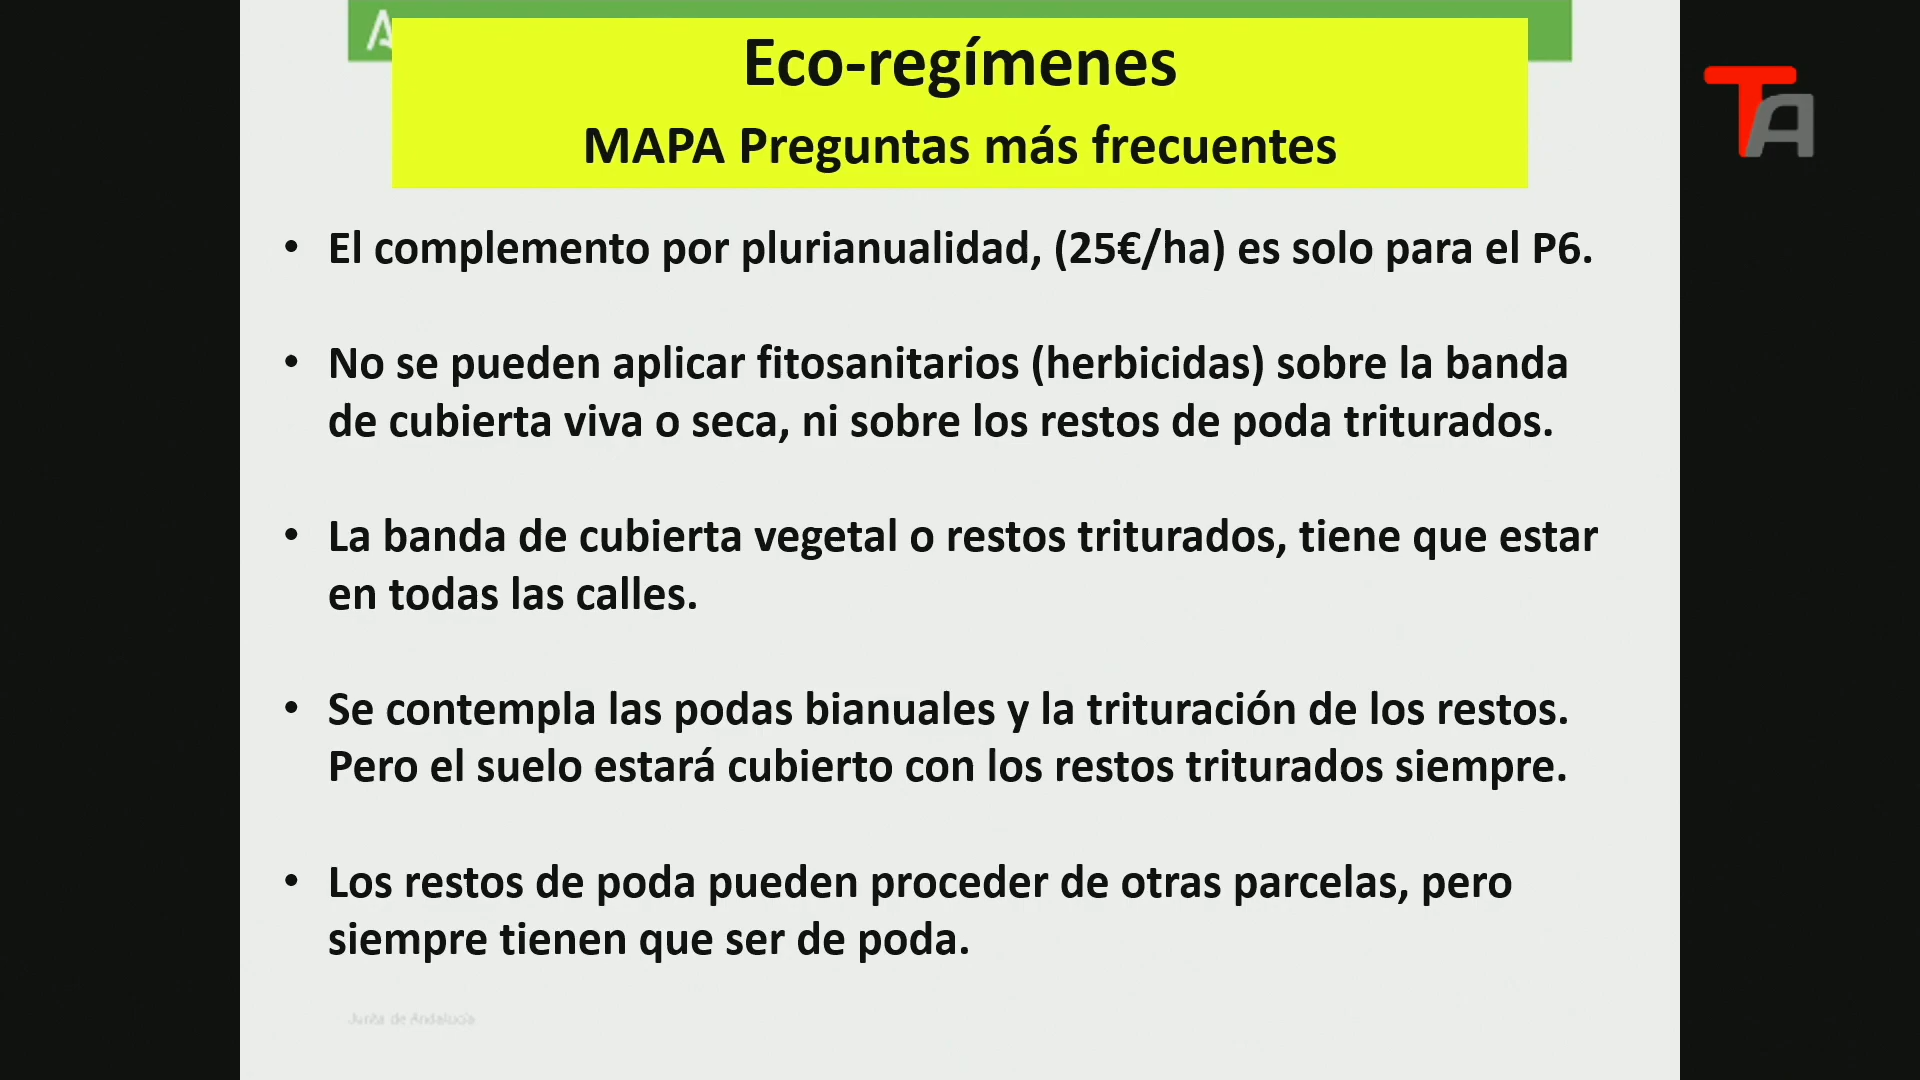 Eco-regímenes
MAPA Preguntas más frecuentes
TA
• El complemento por plurianualidad, (25€/ha) es solo para el P6.
• No se pueden aplicar fitosanitarios (herbicidas) sobre la banda
de cubierta viva o seca, ni sobre los restos de poda triturados.
• La banda de cubierta vegetal o restos triturados, tiene que estar
en todas las calles.
• Se contempla las podas bianuales y la trituración de los restos.
Pero el suelo estará cubierto con los restos triturados siempre.
• Los restos de poda pueden proceder de otras parcelas, pero
siempre tienen que ser de poda.
Junta de Andalucía